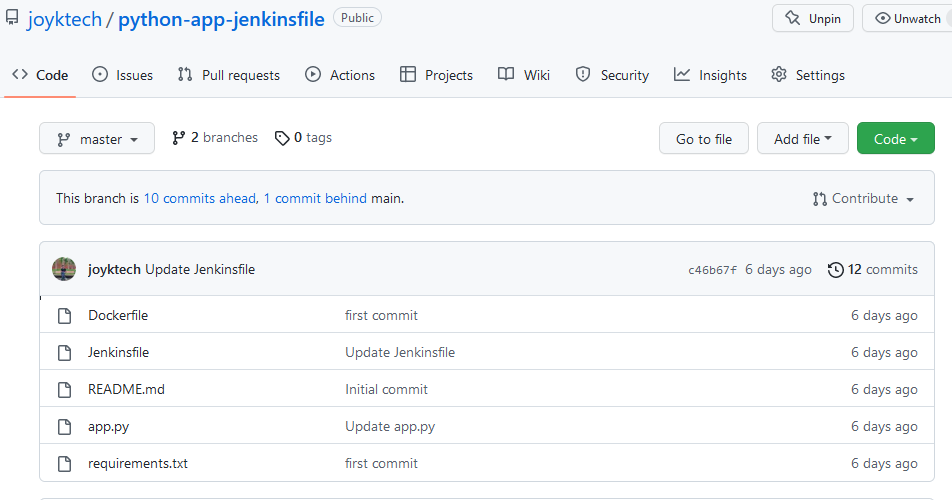 joyktech / python-app-jenkinsfile Public Unpin Unwatch
Code Issues Pull requests Actions Projects Wiki Security Insights Settings
master 2 branches 0 tags Go to file Add file Code
This branch is 10 commits ahead, 1 commit behind main. Contribute
joyktech Update Jenkinsfile c46b67f 6 days ago 12 commits
Dockerfile first commit 6 days ago
Jenkinsfile Update Jenkinsfile 6 days ago
README.md Initial commit 6 days ago
app.py Update app.py 6 days ago
requirements.txt first commit 6 days ago